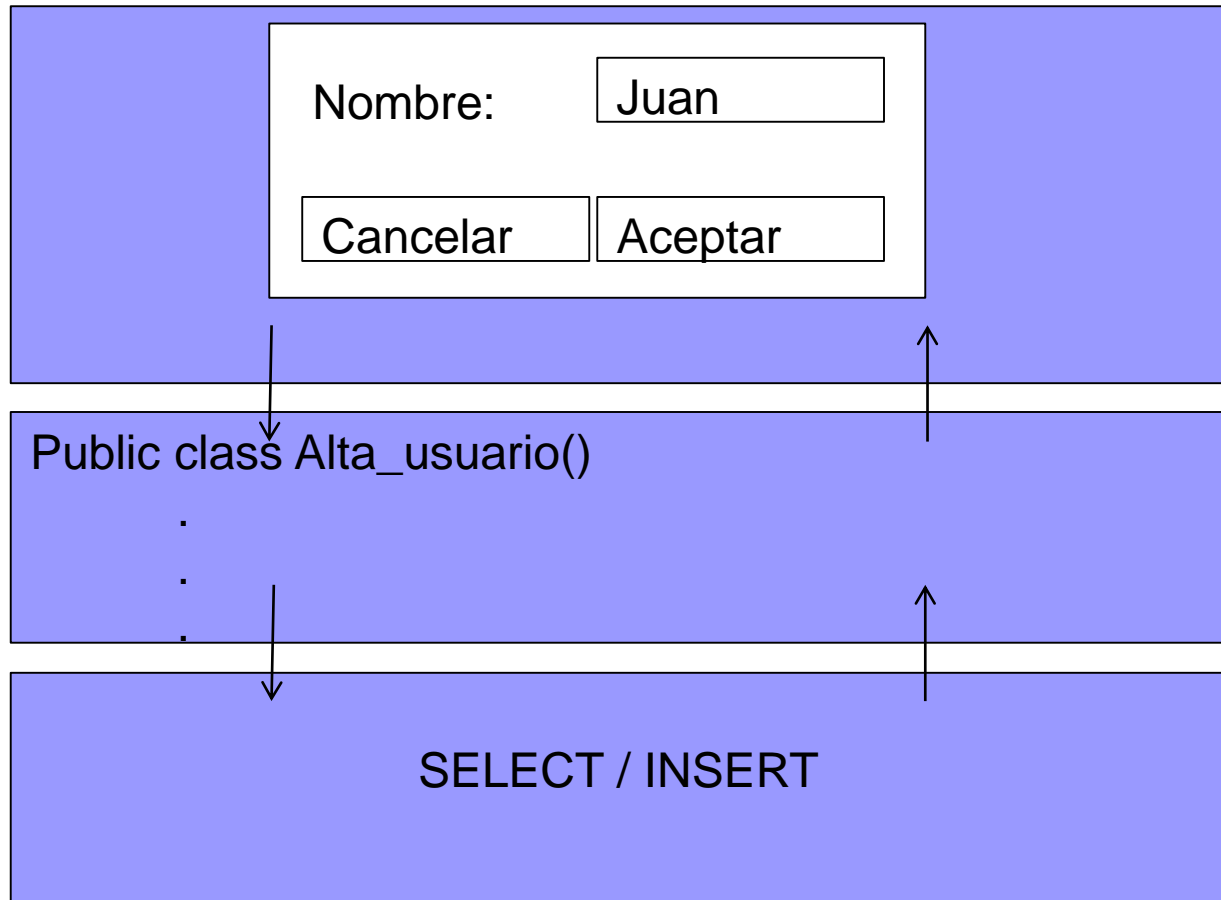 Nombre: Juan
Cancelar Aceptar
Public class Alta_usuario()
.
.
.
SELECT / INSERT